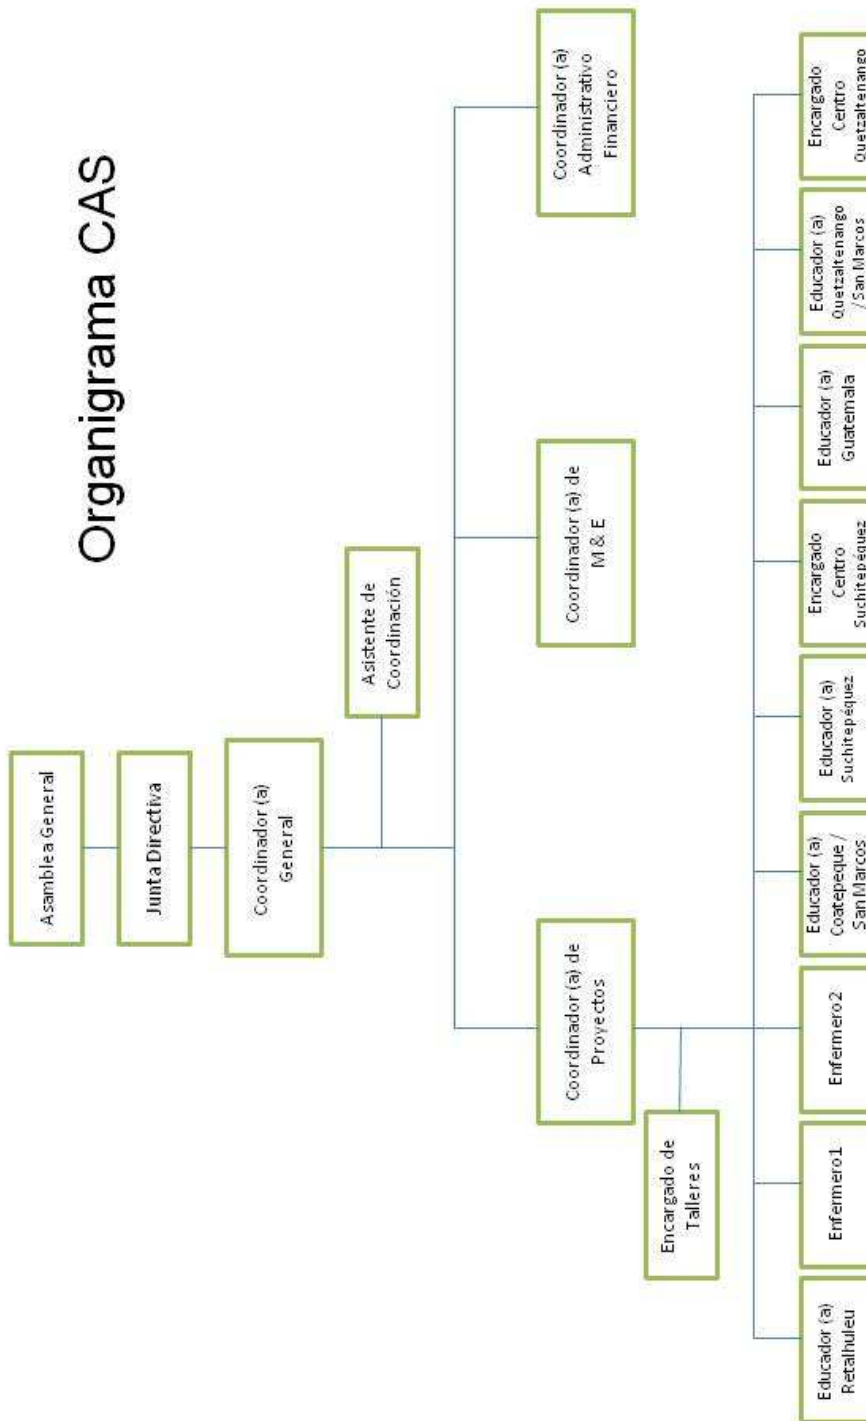 Organigrama CAS
Asamblea General
Junta Directiva
Coordinador (a)
General
Asistente de
Coordinación
Coordinador (a) de
Proyectos
Coordinador (a) de
M & E
Coordinador (a)
Administrativo
Financiero
Encargado de
Talleres
Educador (a)
Retalhuleu
Enfermero1
Enfermero2
Educador (a)
Coatepeque /
San Marcos
Educador (a)
Suchitepéquez
Encargado
Centro
Suchitepéquez
Educador (a)
Guatemala
Educador (a)
Quetzaltenango
/ San Marcos
Encargado
Centro
Quetzaltenango